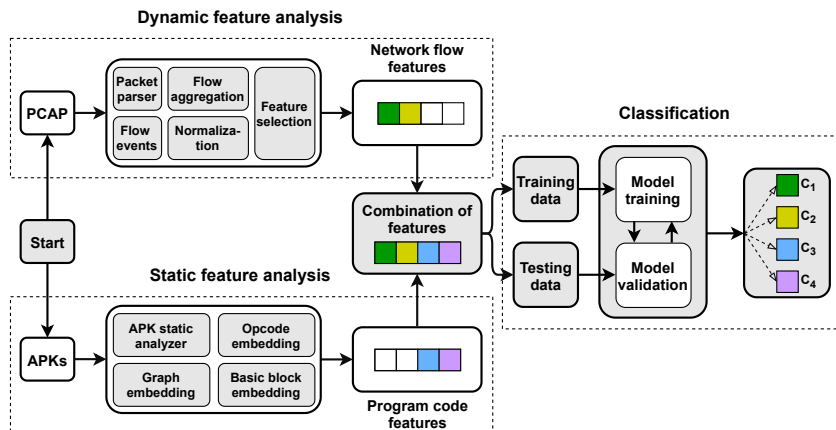 Dynamic feature analysis
PCAP
Packet
parser
Flow
aggregation
Flow
events
Normaliza-
tion
Feature
selection
Network flow
features
Start
Combination of
features
Static feature analysis
APKs
APK static
analyzer
Opcode
embedding
Graph
embedding
Basic block
embedding
Program code
features
Classification
Training
data
Testing
data
Model
training
Model
validation
C1
C2
C3
C4